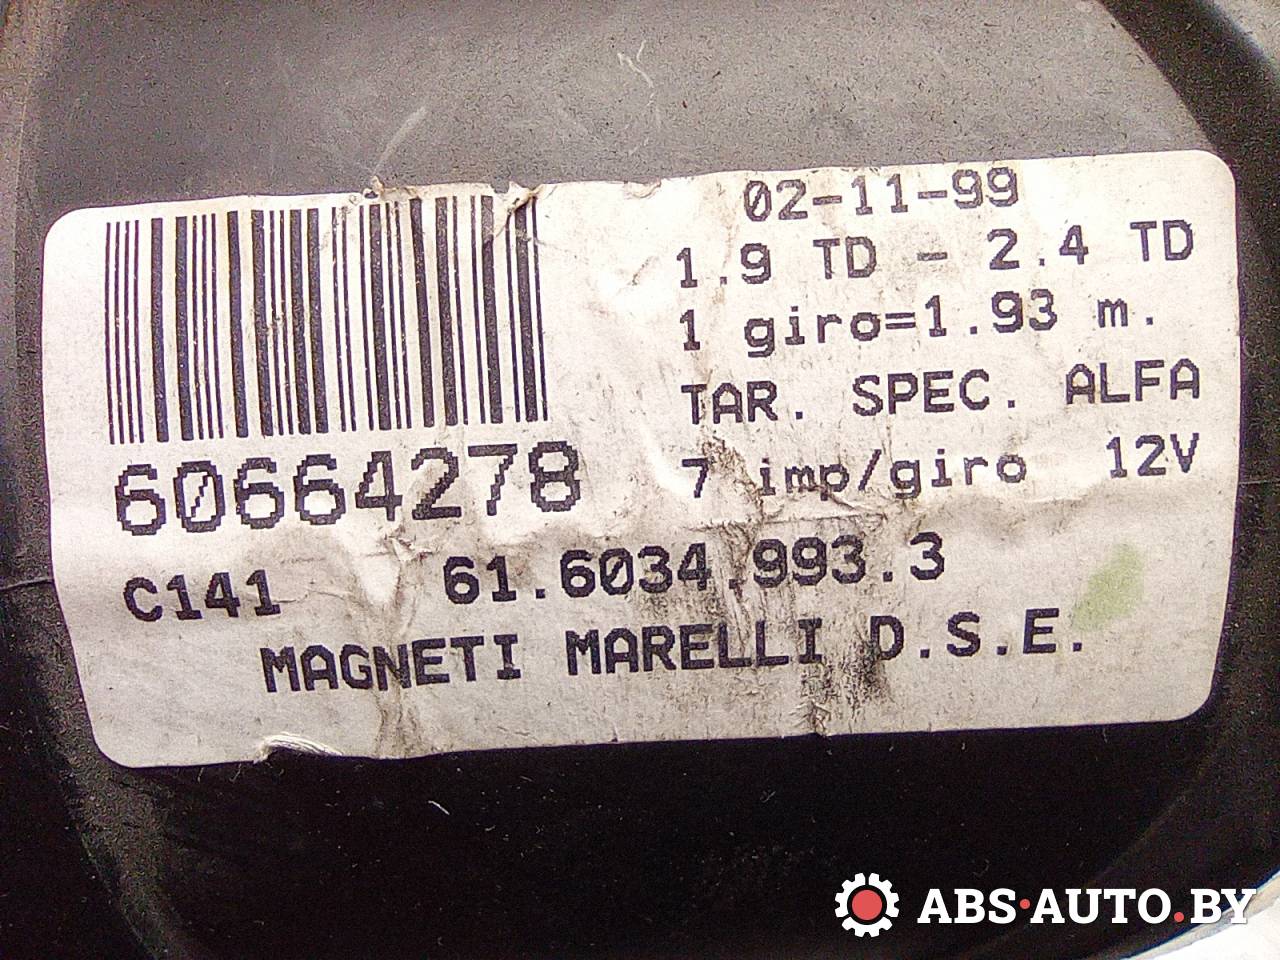 02-11-99
1.9 TD - 2.4 TD
1 giro=1.93 m.
TAR. SPEC. ALFA
7 imp/giro 12V
60664278
C141 61.6034.993.3
MAGNETI MARELLI D.S.E.
ABS·AUTO.BY